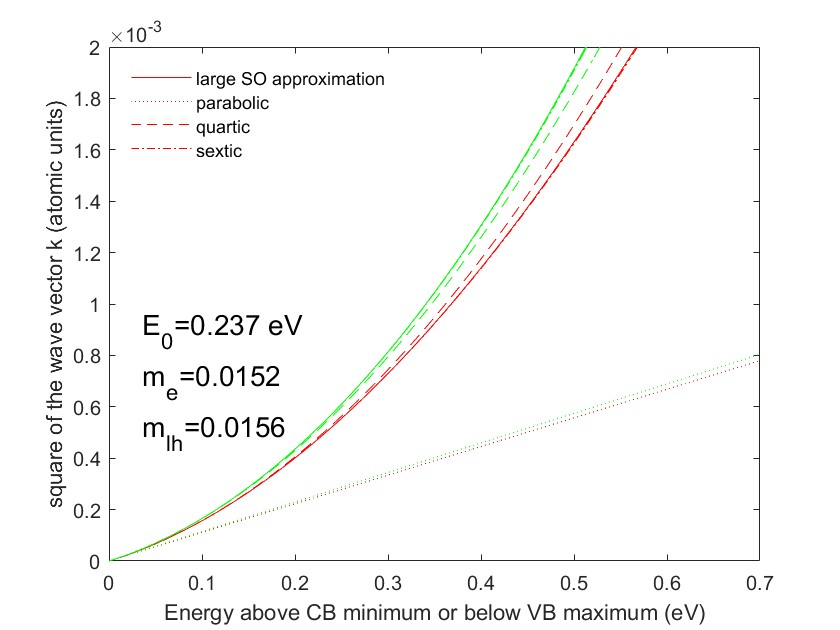 ×10-3
2
1.8
1.6
1.4
1.2
1
0.8
0.6
0.4
0.2
0
large SO approximation
parabolic
quartic
sextic
E0=0.237 eV
me=0.0152
mlh=0.0156
square of the wave vector k (atomic units)
0 0.1 0.2 0.3 0.4 0.5 0.6 0.7
Energy above CB minimum or below VB maximum (eV)